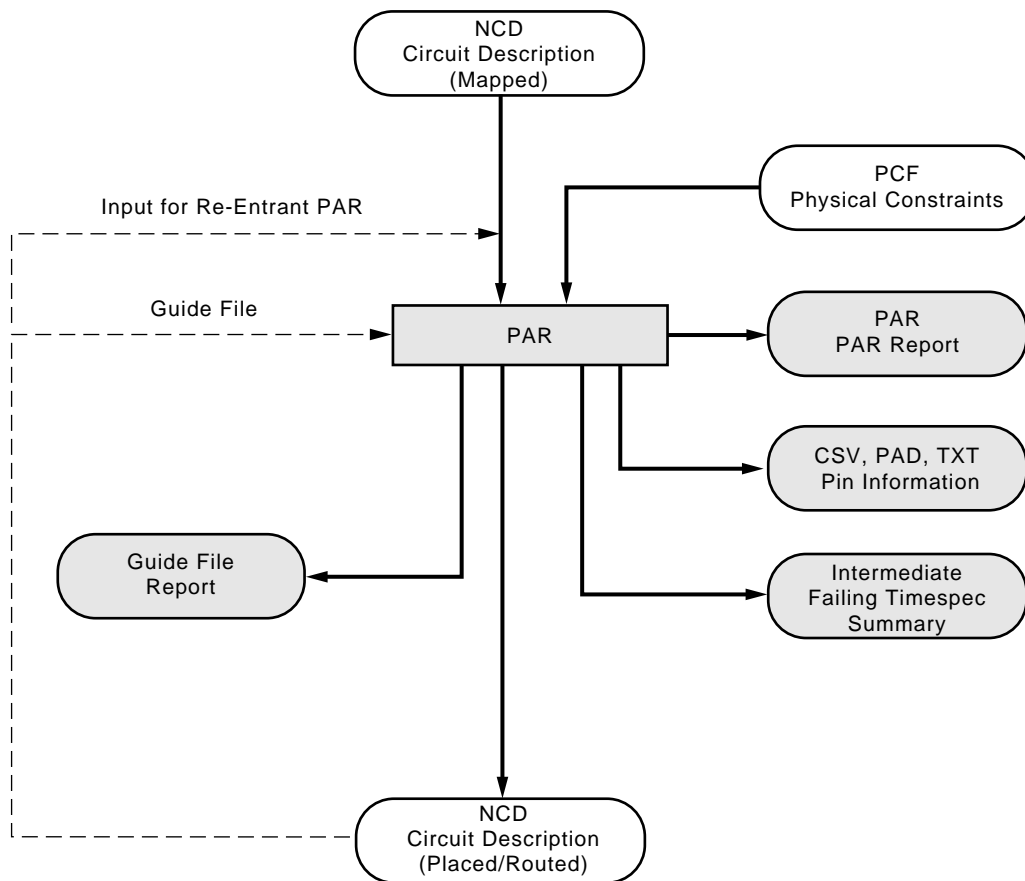 NCD
Circuit Description
(Mapped)
PCF
Physical Constraints
Input for Re-Entrant PAR
Guide File
PAR
PAR
PAR Report
CSV, PAD, TXT
Pin Information
Guide File
Report
Intermediate
Failing Timespec
Summary
NCD
Circuit Description
(Placed/Routed)